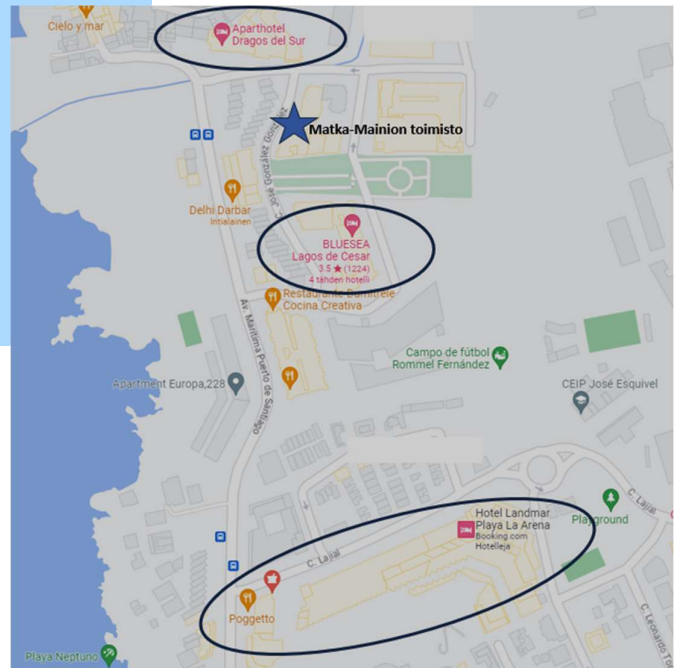 Cielo y mar
Aparthotel
Dragos del Sur
Matka-Mainion toimisto
C. José González González
Delhi Darbar
Intialainen
BLUESEA
Lagos de Cesar
3.5 ★ (1224)
4 tähden hotelli
Restaurante Dumitrele
Cocina Creativa
Av. Marítima Puerto de Santiago
Campo de fútbol
Rommel Fernández
Apartment Europa,228
CEIP José Esquivel
Hotel Landmar
Playa La Arena
Booking.com
Hotelleja
Playground
C. Lajial
C. Lajial
Poggetto
C. Leonardo To
Playa Neptuno